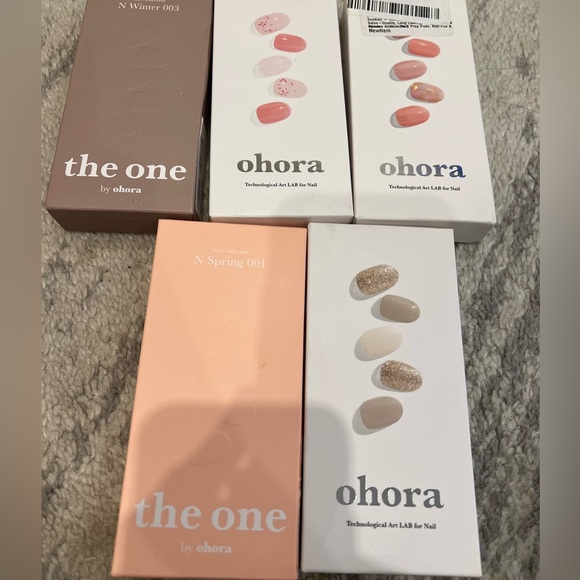 N Winter 003
the one
by ohora
ohora
Technological Art LAB for Nail
NewItem
ohora
Technological Art LAB for Nail
N Spring 001
the one
by ohora
ohora
Technological Art LAB for Nail